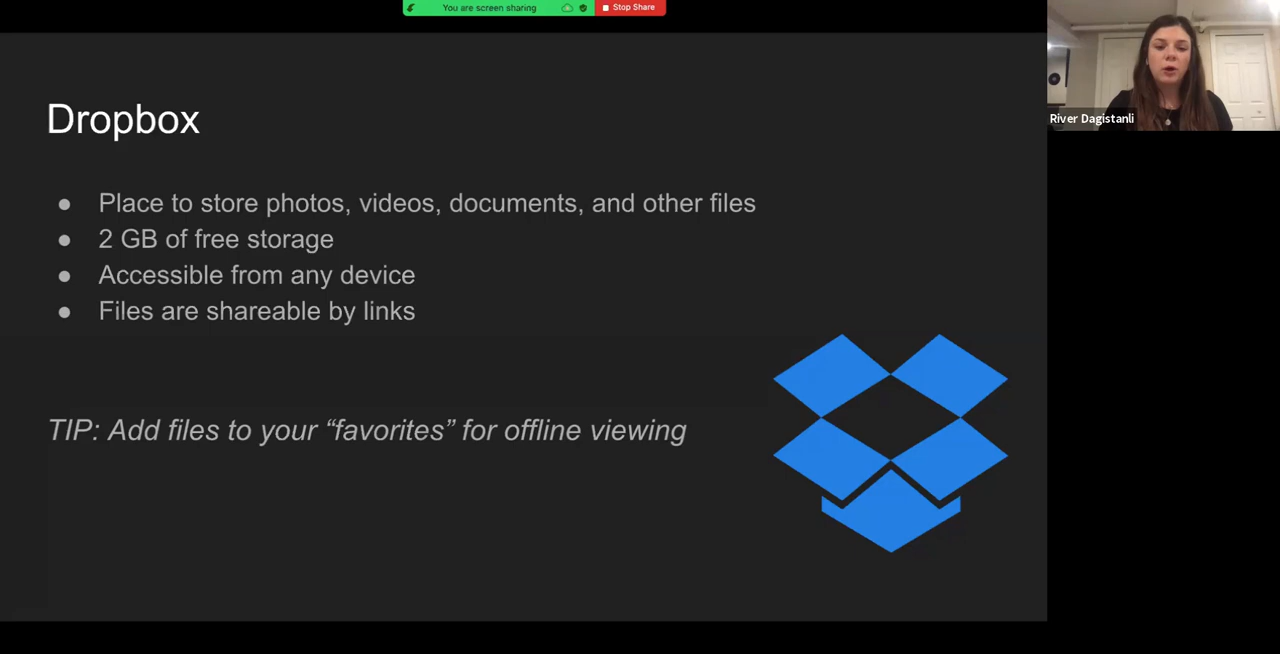 You are screen sharing
Stop Share
Dropbox
● Place to store photos, videos, documents, and other files
● 2 GB of free storage
● Accessible from any device
● Files are shareable by links
TIP: Add files to your “favorites” for offline viewing
River Dagistanli